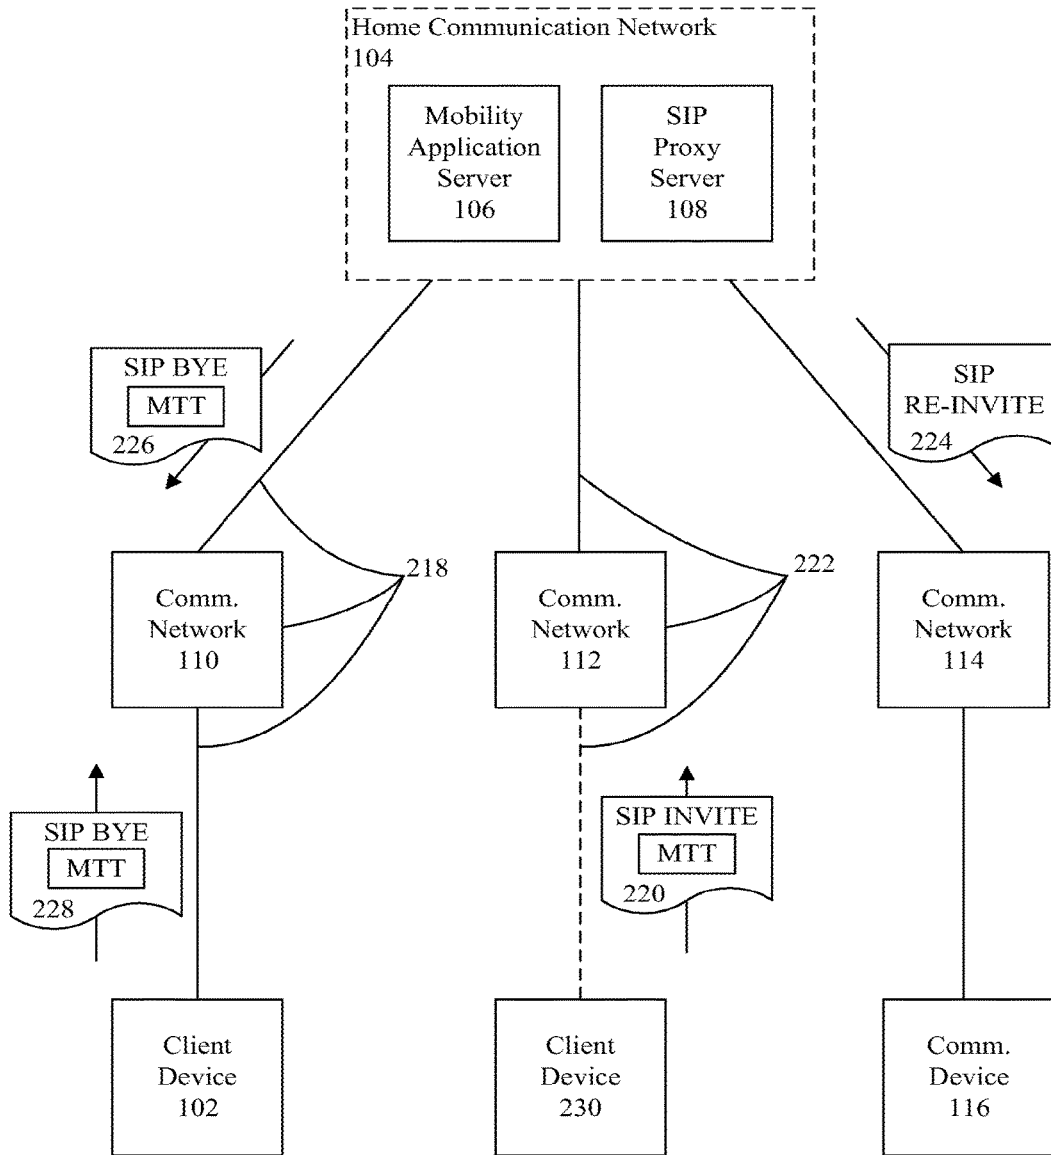 Home Communication Network
104
Mobility
Application
Server
106
SIP
Proxy
Server
108
SIP BYE
MTT
226
SIP
RE-INVITE
224
218
222
Comm.
Network
110
Comm.
Network
112
Comm.
Network
114
SIP BYE
MTT
228
SIP INVITE
MTT
220
Client
Device
102
Client
Device
230
Comm.
Device
116